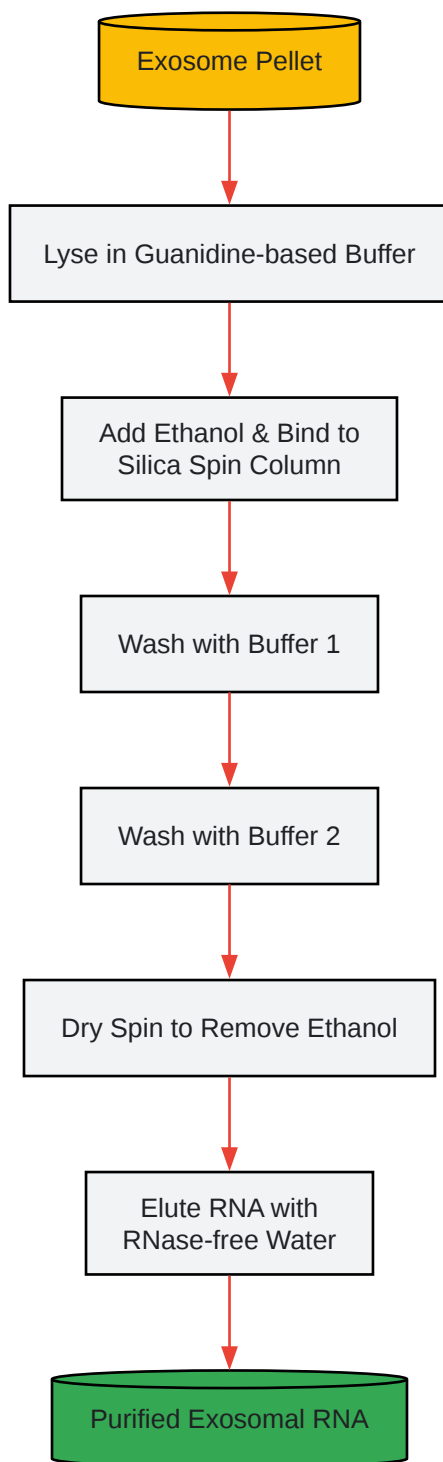 Exosome Pellet
Lyse in Guanidine-based Buffer
Add Ethanol & Bind to
Silica Spin Column
Wash with Buffer 1
Wash with Buffer 2
Dry Spin to Remove Ethanol
Elute RNA with
RNase-free Water
Purified Exosomal RNA